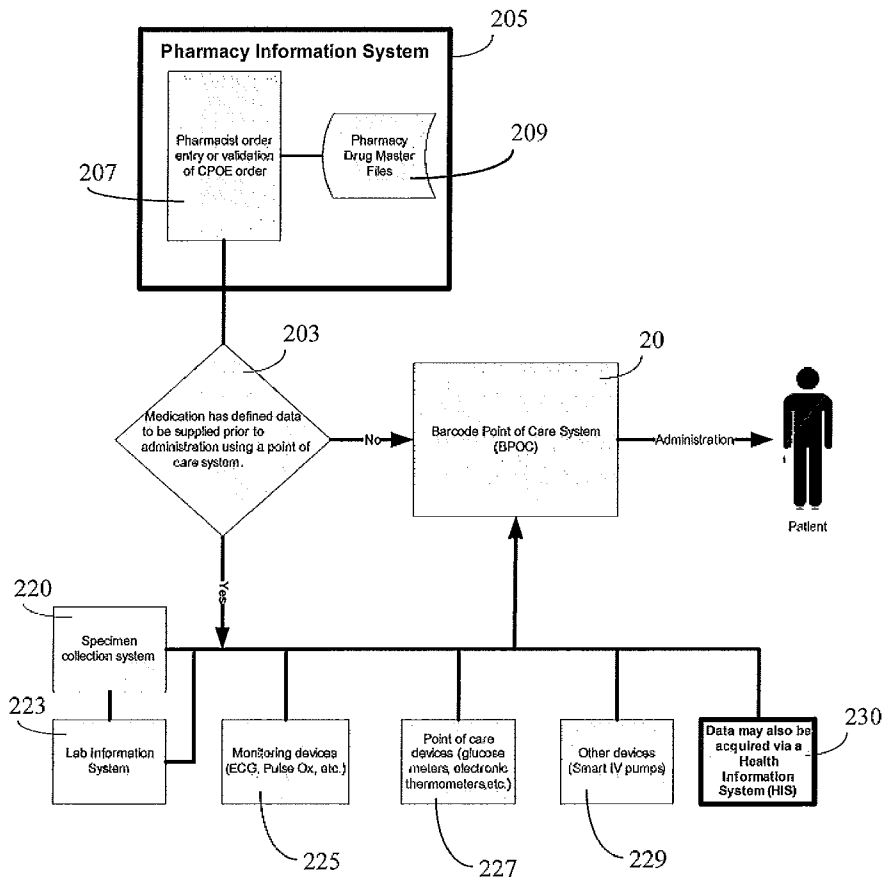 205
Pharmacy Information System
Pharmacist order
entry or validation
of CPOE order
Pharmacy
Drug Master
Files
209
207
203
20
Medication has defined data
to be supplied prior to
administration using a point of
care system.
No
Barcode Point of Care System
(BPOC)
Administration
Patient
Yes
220
Specimen
collection system
223
Lab Information
System
Monitoring devices
(ECG, Pulse Ox, etc.)
Point of care
devices (glucose
meters, electronic
thermometers,etc.)
Other devices
(Smart IV pumps)
Data may also be
acquired via a
Health
Information
System (HIS)
230
225
227
229